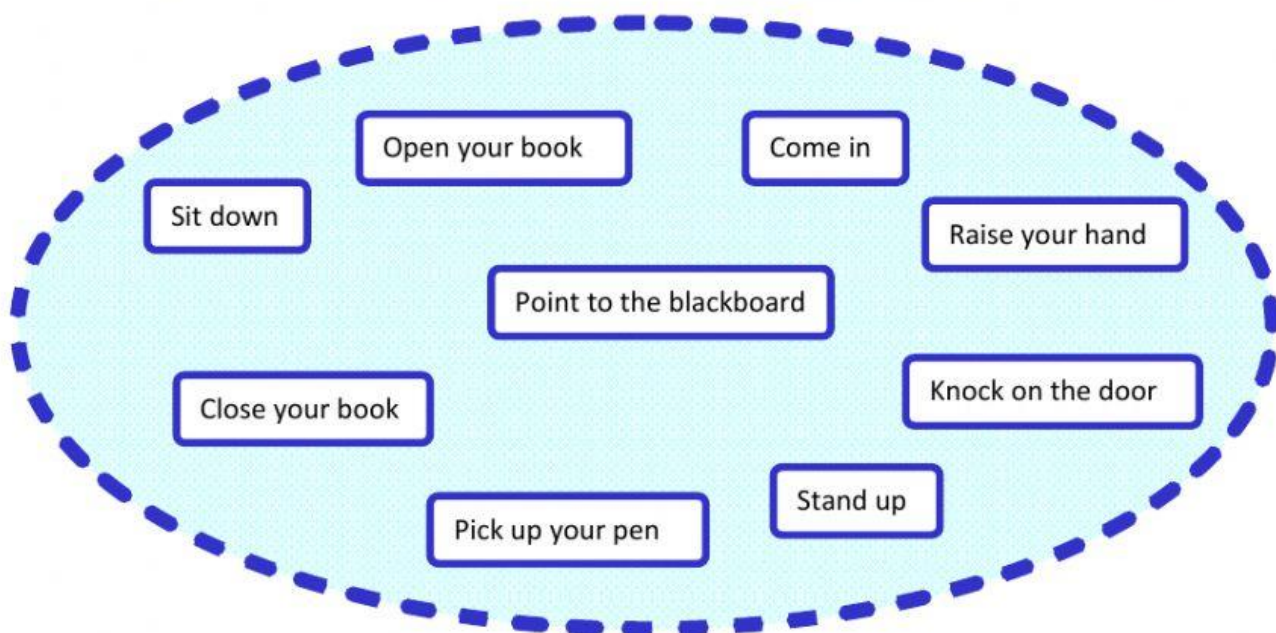 Open your book
Come in
Sit down
Raise your hand
Point to the blackboard
Close your book
Knock on the door
Pick up your pen
Stand up